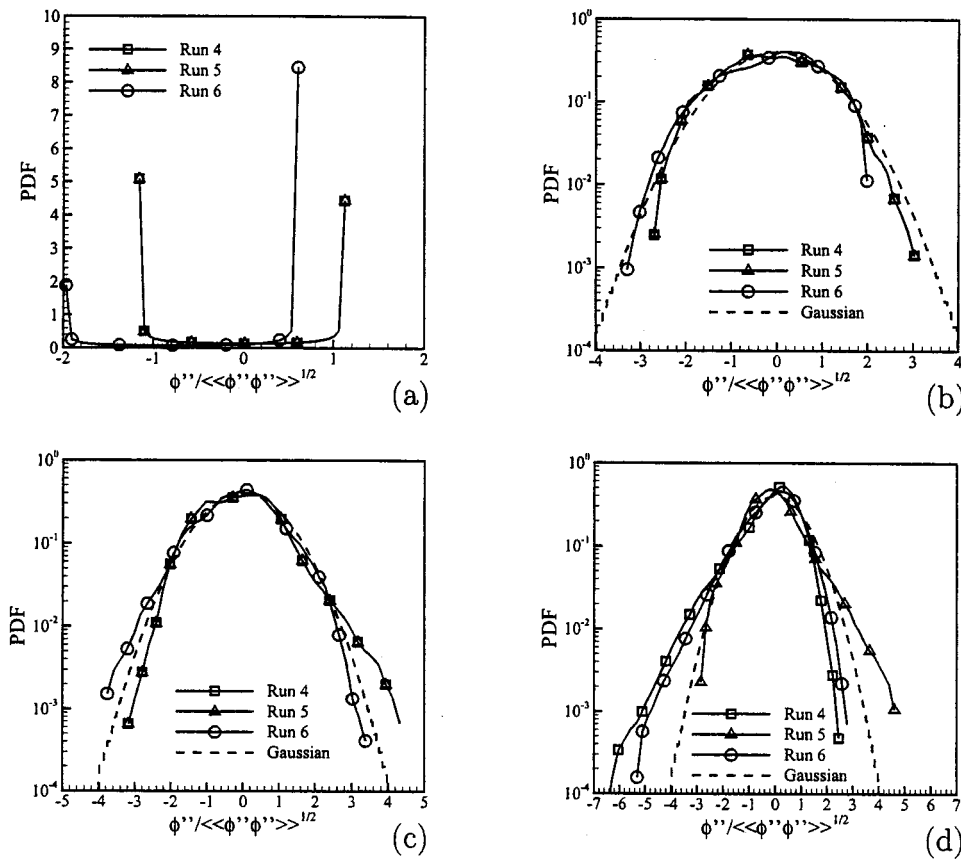 10
9
8
7
6
5
4
3
2
1
0
PDF
Run 4
Run 5
Run 6
-2 -1 0 1 2
ϕ''/<<ϕ''ϕ''>>^1/2
(a)
10^0
10^-1
10^-2
10^-3
10^-4
PDF
Run 4
Run 5
Run 6
Gaussian
-4 -3 -2 -1 0 1 2 3 4
ϕ''/<<ϕ''ϕ''>>^1/2
(b)
10^0
10^-1
10^-2
10^-3
10^-4
PDF
Run 4
Run 5
Run 6
Gaussian
-5 -4 -3 -2 -1 0 1 2 3 4 5
ϕ''/<<ϕ''ϕ''>>^1/2
(c)
10^0
10^-1
10^-2
10^-3
10^-4
PDF
Run 4
Run 5
Run 6
Gaussian
-7 -6 -5 -4 -3 -2 -1 0 1 2 3 4 5 6 7
ϕ''/<<ϕ''ϕ''>>^1/2
(d)